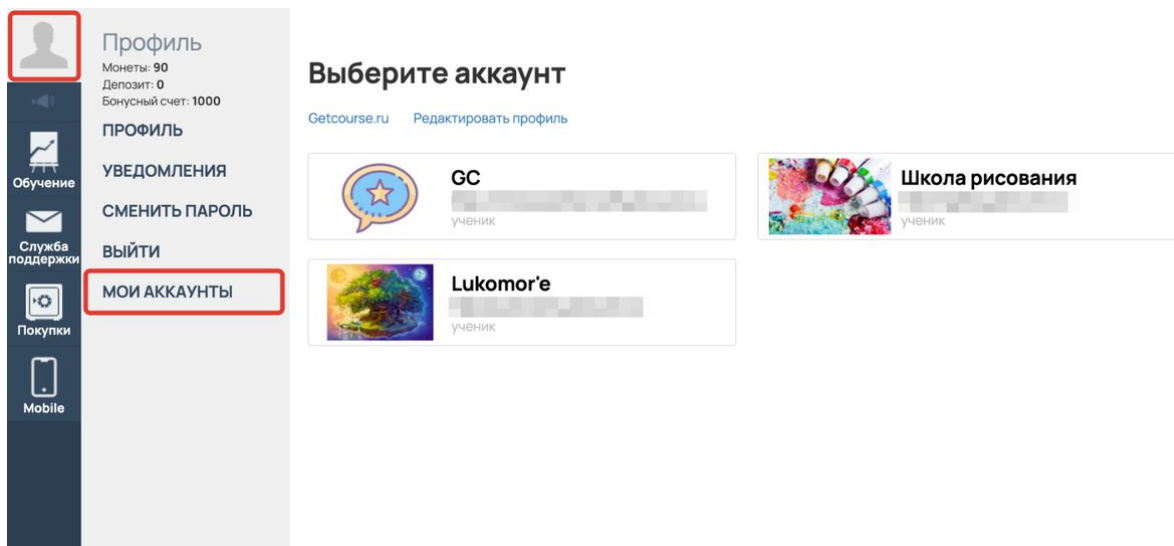 Профиль
Монеты: 90
Депозит: 0
Бонусный счет: 1000
ПРОФИЛЬ
УВЕДОМЛЕНИЯ
СМЕНИТЬ ПАРОЛЬ
ВЫЙТИ
МОИ АККАУНТЫ
Обучение
Служба
поддержки
Покупки
Mobile
Выберите аккаунт
Getcourse.ru Редактировать профиль
GC
ученик
Школа рисования
ученик
Lukomor'e
ученик